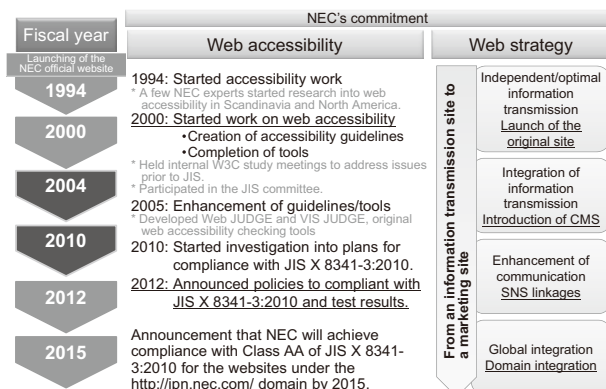 NEC's commitment
Fiscal year
Web accessibility
Web strategy
Launching of the
NEC official website
1994
2000
2004
2010
2012
2015
1994: Started accessibility work
* A few NEC experts started research into web
accessibility in Scandinavia and North America.
2000: Started work on web accessibility
•Creation of accessibility guidelines
•Completion of tools
* Held internal W3C study meetings to address issues
prior to JIS.
* Participated in the JIS committee.
2005: Enhancement of guidelines/tools
* Developed Web JUDGE and VIS JUDGE, original
web accessibility checking tools
2010: Started investigation into plans for
compliance with JIS X 8341-3:2010.
2012: Announced policies to compliant with
JIS X 8341-3:2010 and test results.
Announcement that NEC will achieve
compliance with Class AA of JIS X 8341-
3:2010 for the websites under the
http://jpn.nec.com/ domain by 2015.
From an information transmission site to
a marketing site
Independent/optimal
information
transmission
Launch of the
original site
Integration of
information
transmission
Introduction of CMS
Enhancement of
communication
SNS linkages
Global integration
Domain integration